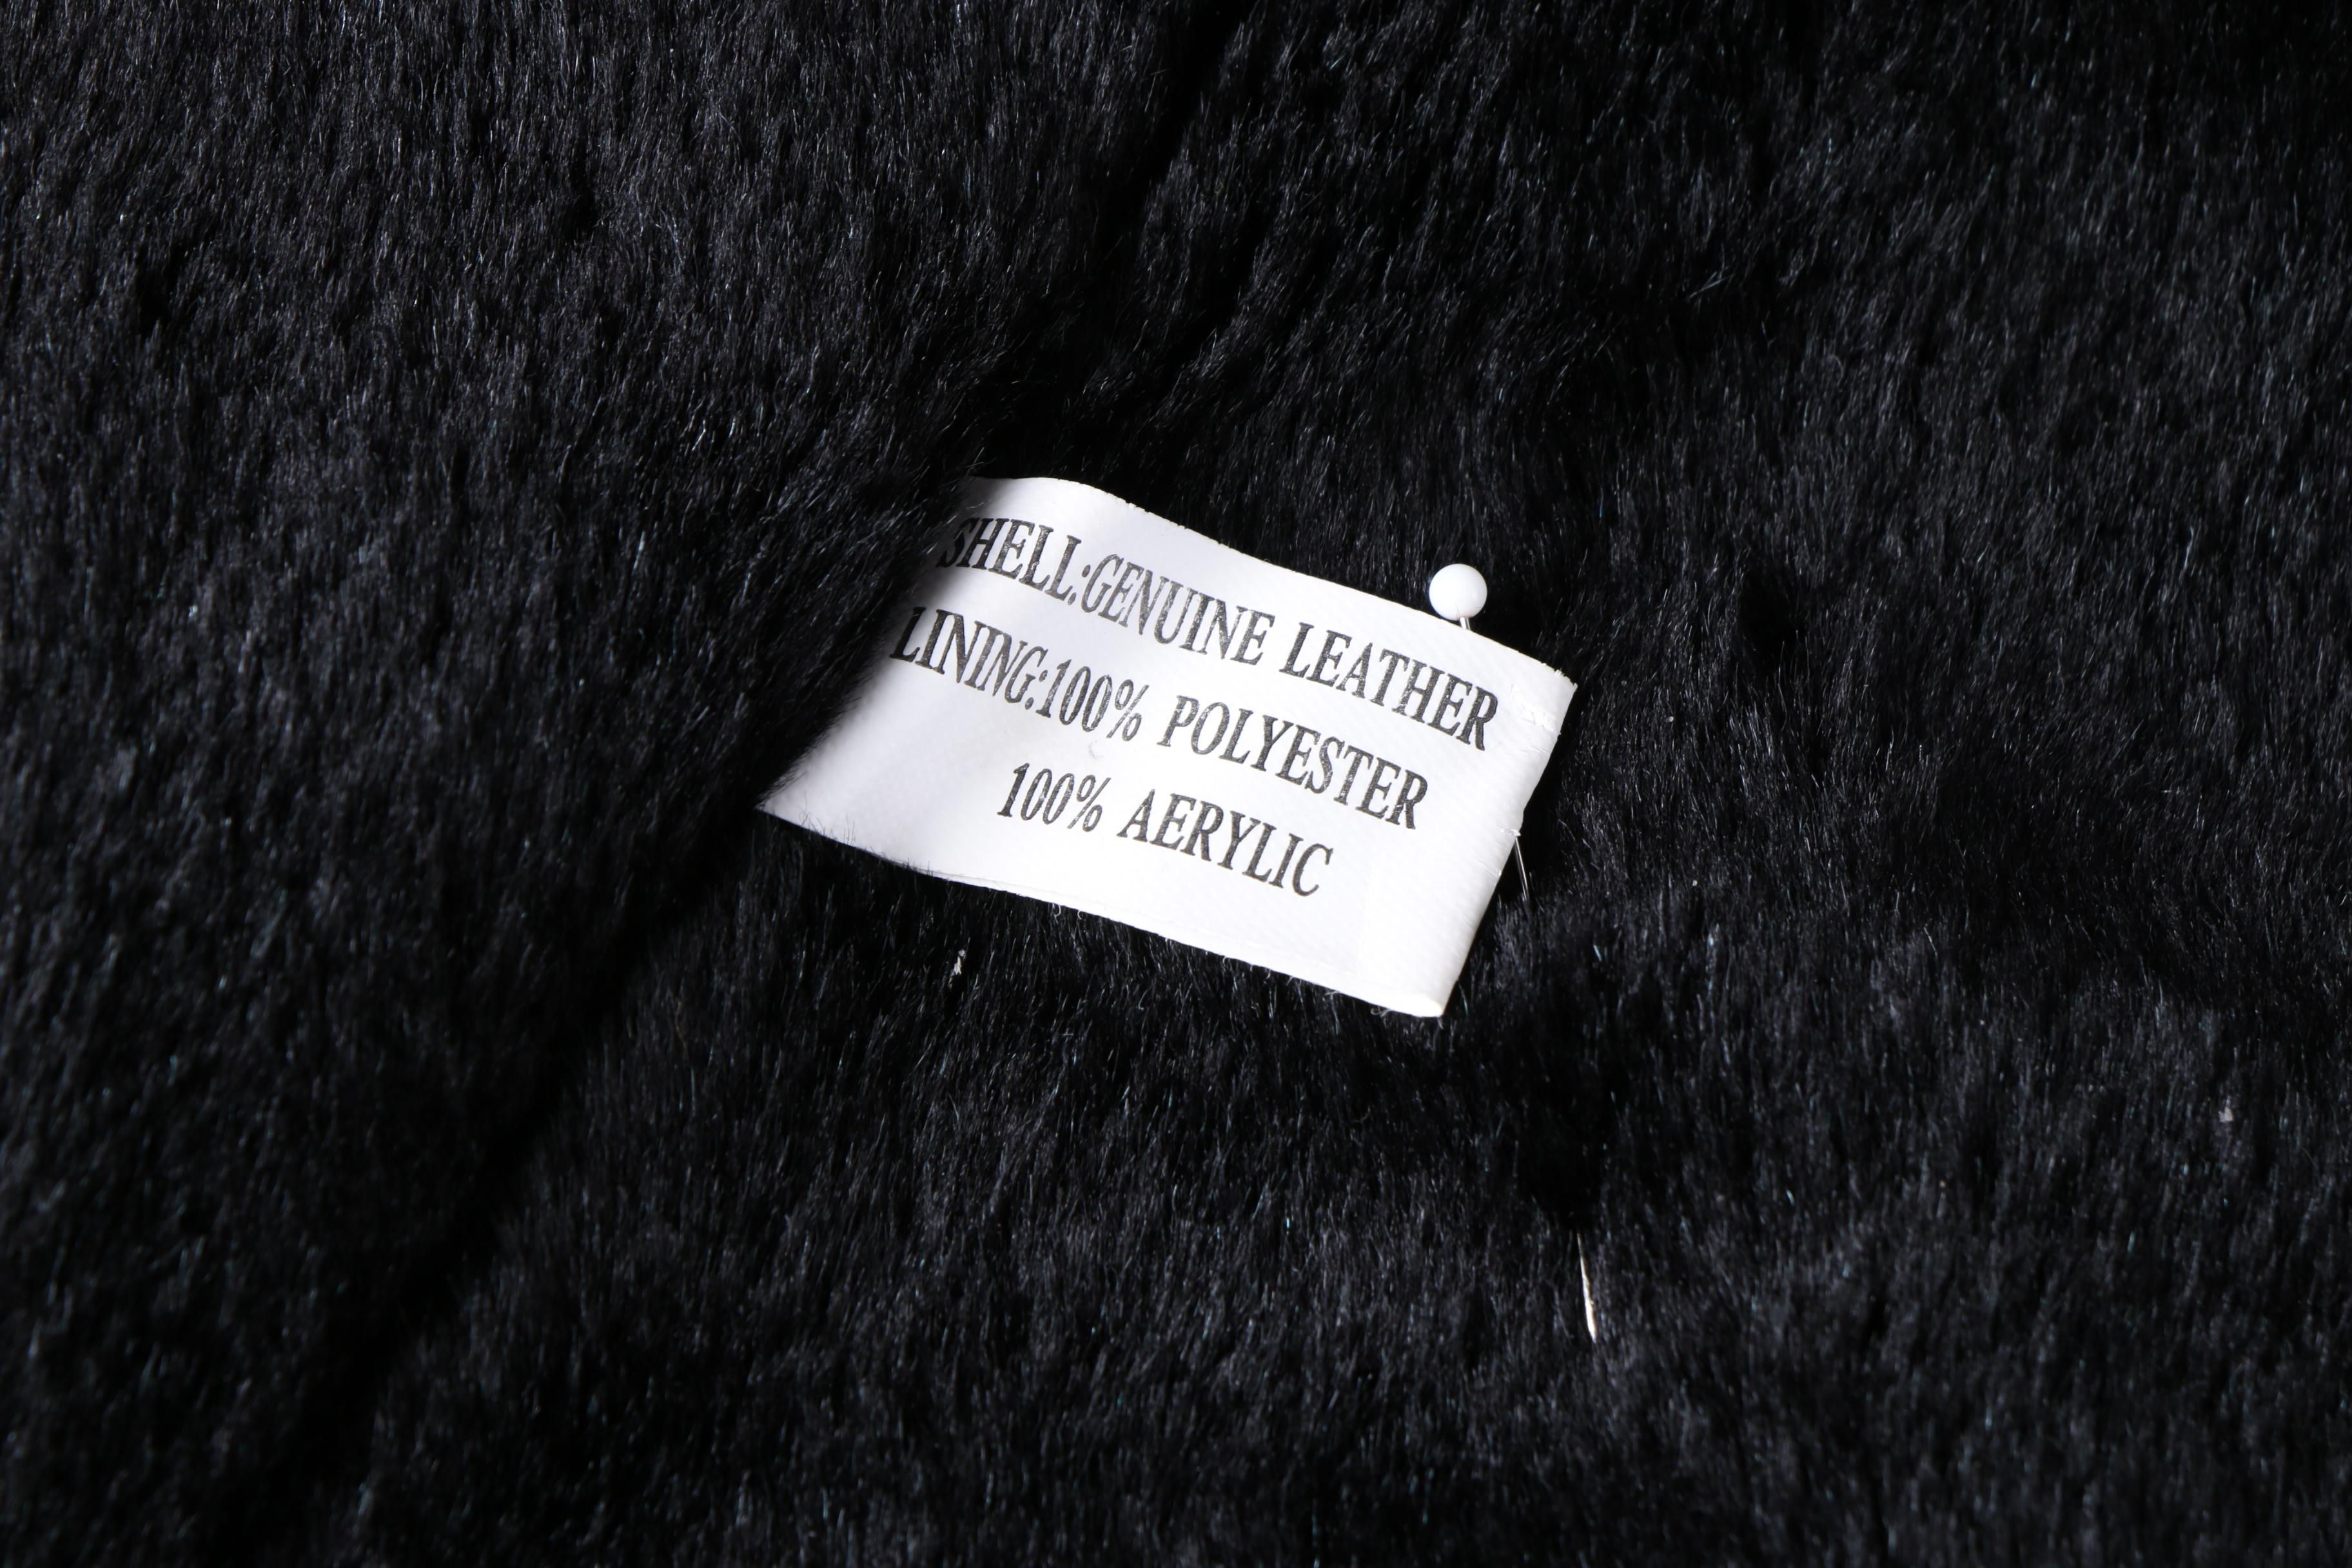 SHELL:GENUINE LEATHER
LINING:100% POLYESTER
100% AERYLIC